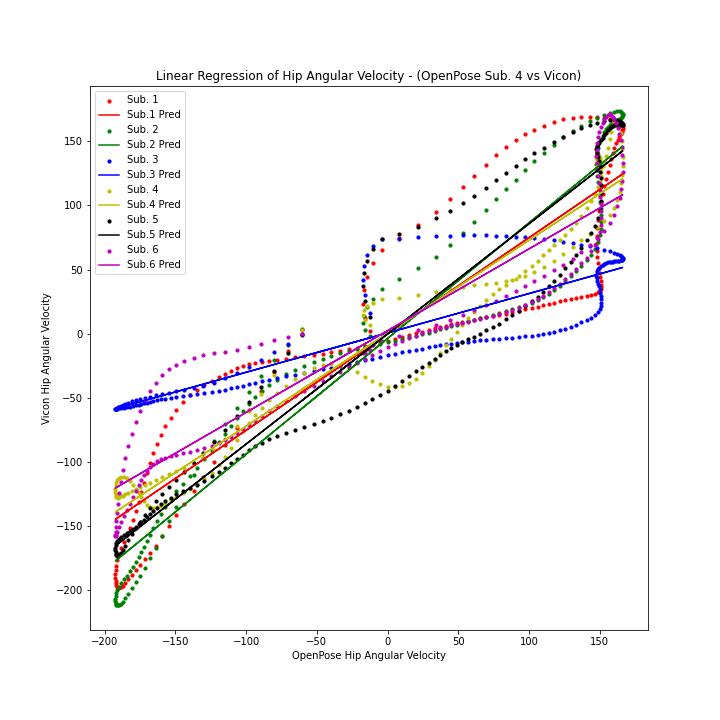 Linear Regression of Hip Angular Velocity - (OpenPose Sub. 4 vs Vicon)
Sub. 1
Sub.1 Pred
Sub. 2
Sub.2 Pred
Sub. 3
Sub.3 Pred
Sub. 4
Sub.4 Pred
Sub. 5
Sub.5 Pred
Sub. 6
Sub.6 Pred
150
100
50
0
−50
−100
−150
−200
Vicon Hip Angular Velocity
−200 −150 −100 −50 0 50 100 150
OpenPose Hip Angular Velocity